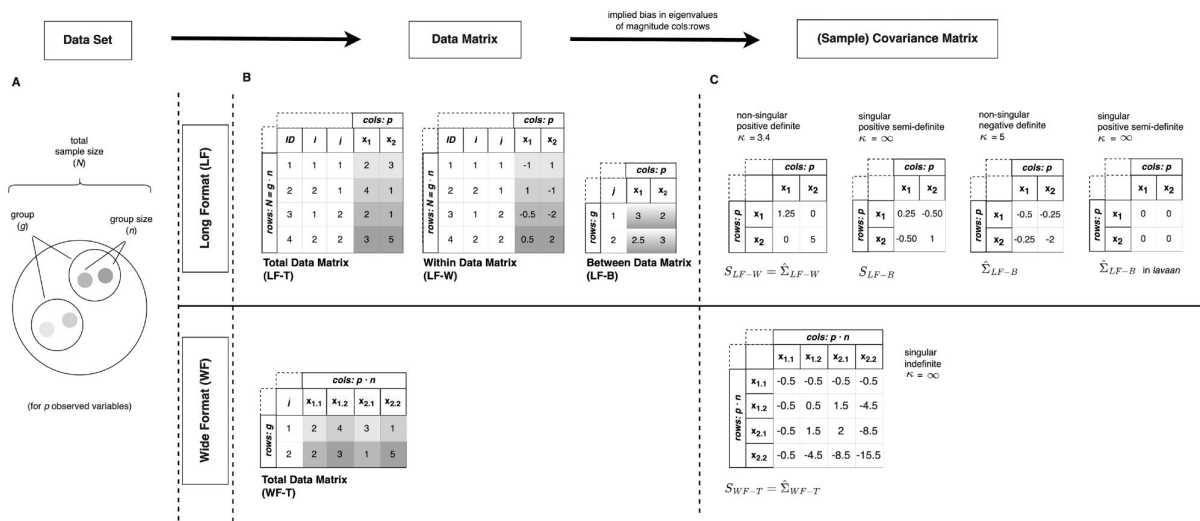 Data Set
Data Matrix
implied bias in eigenvalues
of magnitude cols:rows
(Sample) Covariance Matrix
A
total
sample size
(N)
group
(g)
group size
(n)
(for p observed variables)
Long Format (LF)
Wide Format (WF)
B
cols: p
ID i j x1 x2
rows: N = g · n
1 1 1 2 3
2 2 1 4 1
3 1 2 2 1
4 2 2 3 5
Total Data Matrix
(LF-T)
cols: p
ID i j x1 x2
rows: N = g · n
1 1 1 -1 1
2 2 1 1 -1
3 1 2 -0.5 -2
4 2 2 0.5 2
Within Data Matrix
(LF-W)
cols: p
j x1 x2
rows: g
1 3 2
2 2.5 3
Between Data Matrix
(LF-B)
cols: p · n
j x1.1 x1.2 x2.1 x2.2
rows: g
1 2 4 3 1
2 2 3 1 5
Total Data Matrix
(WF-T)
C
non-singular
positive definite
κ = 3.4
cols: p
x1 x2
rows: p
x1 1.25 0
x2 0 5
S_LF−W = Σ̂_LF−W
singular
positive semi-definite
κ = ∞
cols: p
x1 x2
rows: p
x1 0.25 -0.50
x2 -0.50 1
S_LF−B
non-singular
negative definite
κ = 5
cols: p
x1 x2
rows: p
x1 -0.5 -0.25
x2 -0.25 -2
Σ̂_LF−B
singular
positive semi-definite
κ = ∞
cols: p
x1 x2
rows: p
x1 0 0
x2 0 0
Σ̂_LF−B in lavaan
cols: p · n
x1.1 x1.2 x2.1 x2.2
rows: p · n
x1.1 -0.5 -0.5 -0.5 -0.5
x1.2 -0.5 0.5 1.5 -4.5
x2.1 -0.5 1.5 2 -8.5
x2.2 -0.5 -4.5 -8.5 -15.5
singular
indefinite
κ = ∞
S_WF−T = Σ̂_WF−T